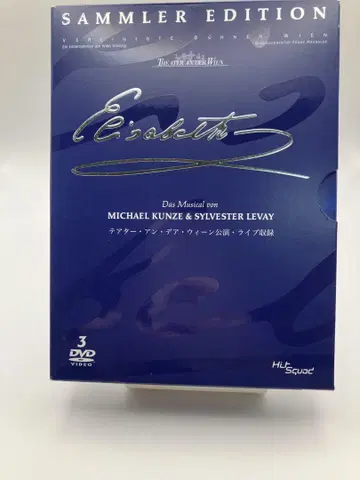 SAMMLER EDITION
VEREINIGTE BÜHNEN WIEN
THEATER AN DER WIEN
Elisabeth
Das Musical von
MICHAEL KUNZE & SYLVESTER LEVAY
テアター・アン・デア・ウィーン公演・ライブ収録
3
DVD
VIDEO
Hit Squad